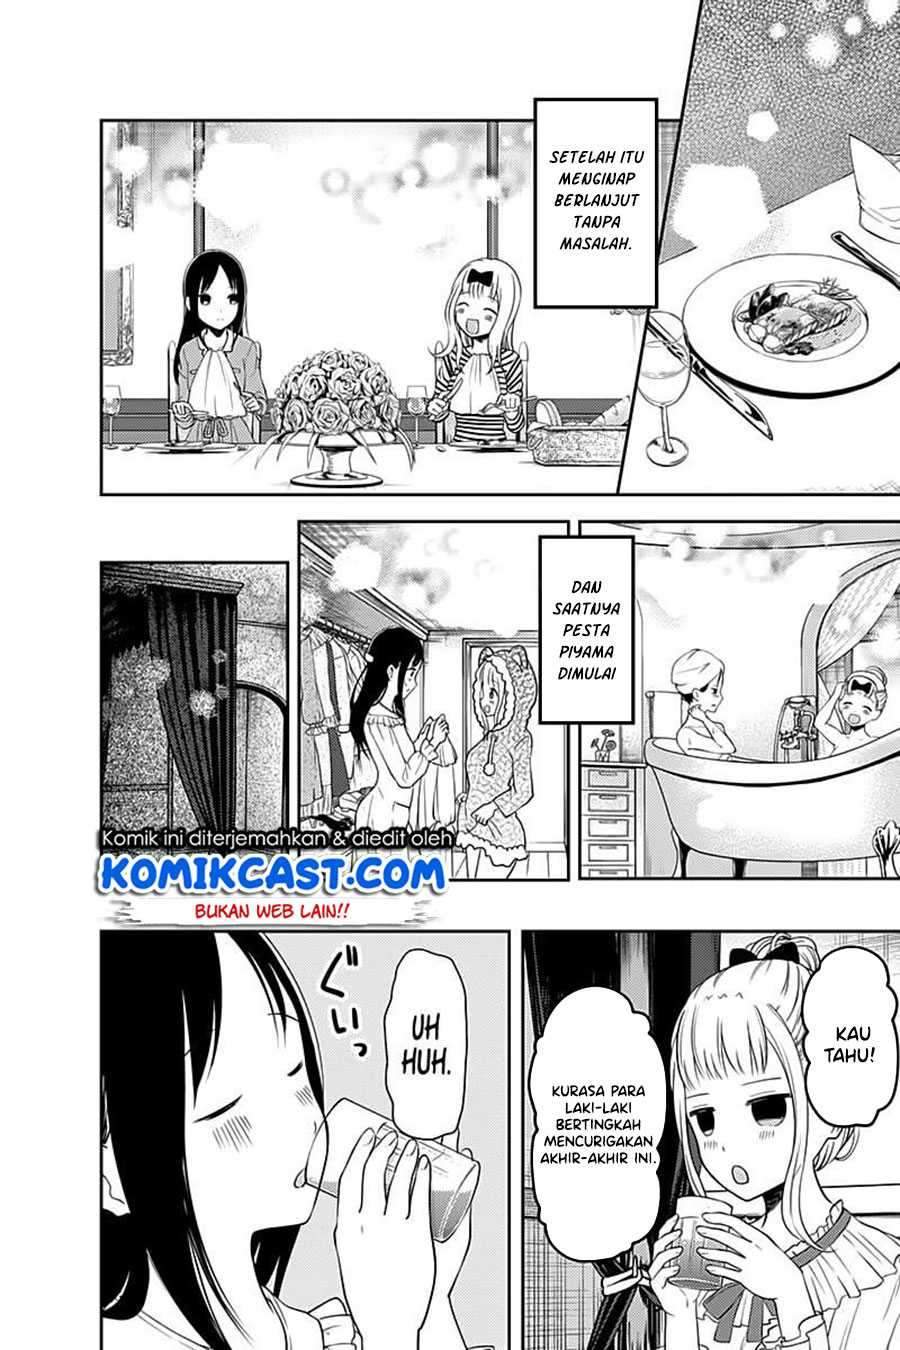 SETELAH ITU
MENGINAP
BERLANJUT
TANPA
MASALAH.
DAN
SAATNYA
PESTA
PIYAMA
DIMULAI
Komik ini diterjemahkan & diedit oleh
KOMIKCAST.COM
BUKAN WEB LAIN!!
KAU
TAHU!
KURASA PARA
LAKI-LAKI
BERTINGKAH
MENCURIGAKAN
AKHIR-AKHIR INI.
UH
HUH.
ぐいっ